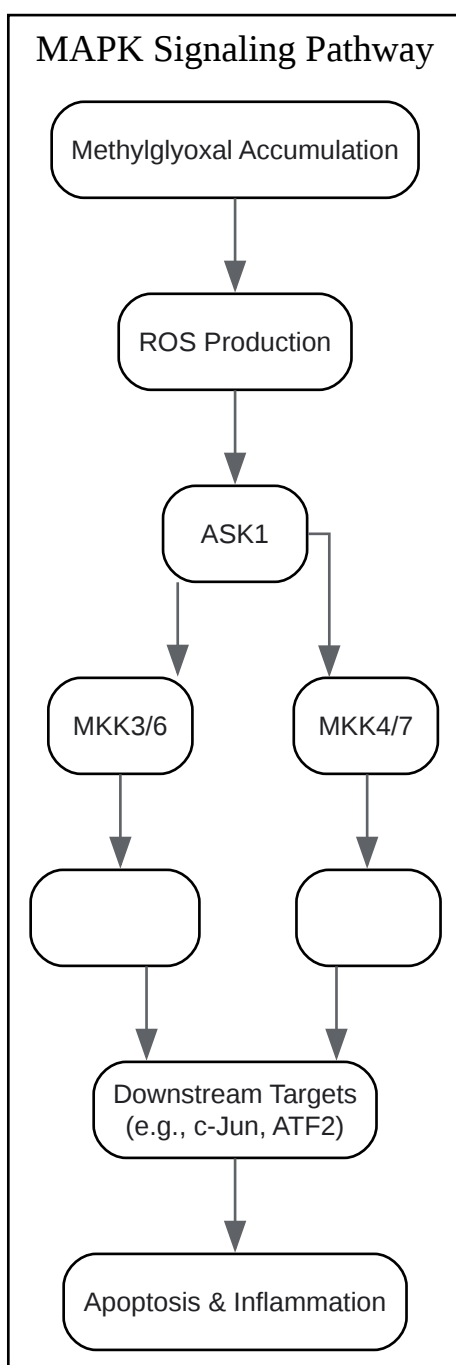 MAPK Signaling Pathway
Methylglyoxal Accumulation
ROS Production
ASK1
MKK3/6
MKK4/7
Downstream Targets
(e.g., c-Jun, ATF2)
Apoptosis & Inflammation